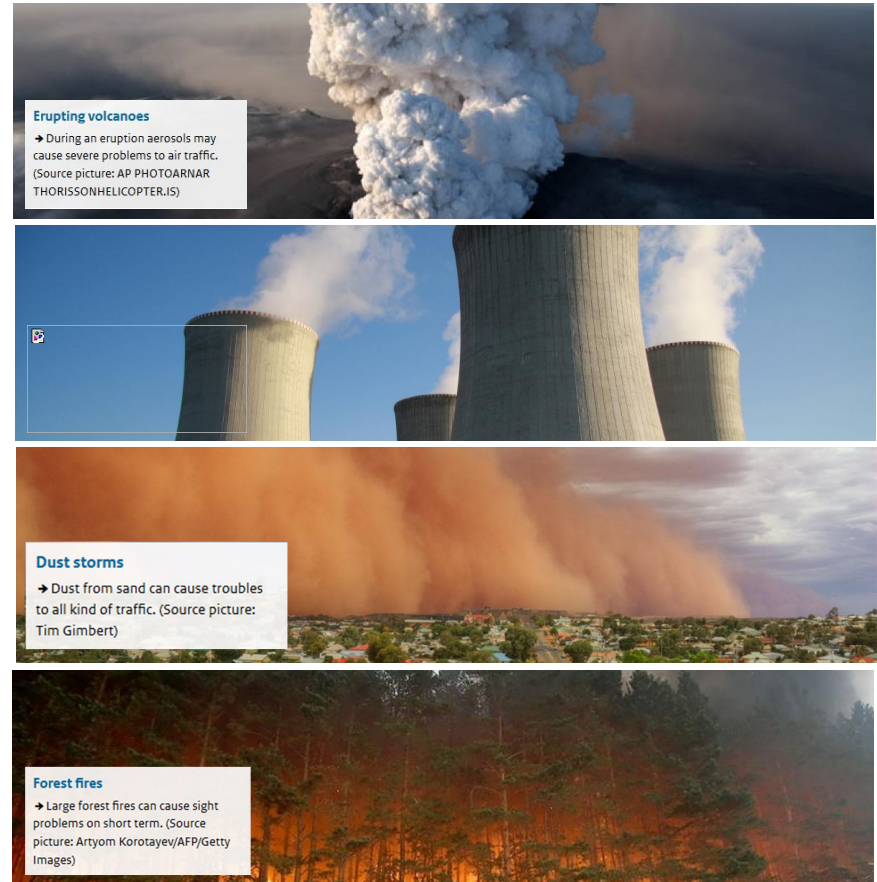 Erupting volcanoes
➔ During an eruption aerosols may
cause severe problems to air traffic.
(Source picture: AP PHOTOARNAR
THORISSONHELICOPTER.IS)
Dust storms
➔ Dust from sand can cause troubles
to all kind of traffic. (Source picture:
Tim Gimbert)
Forest fires
➔ Large forest fires can cause sight
problems on short term. (Source
picture: Artyom Korotayev/AFP/Getty
Images)